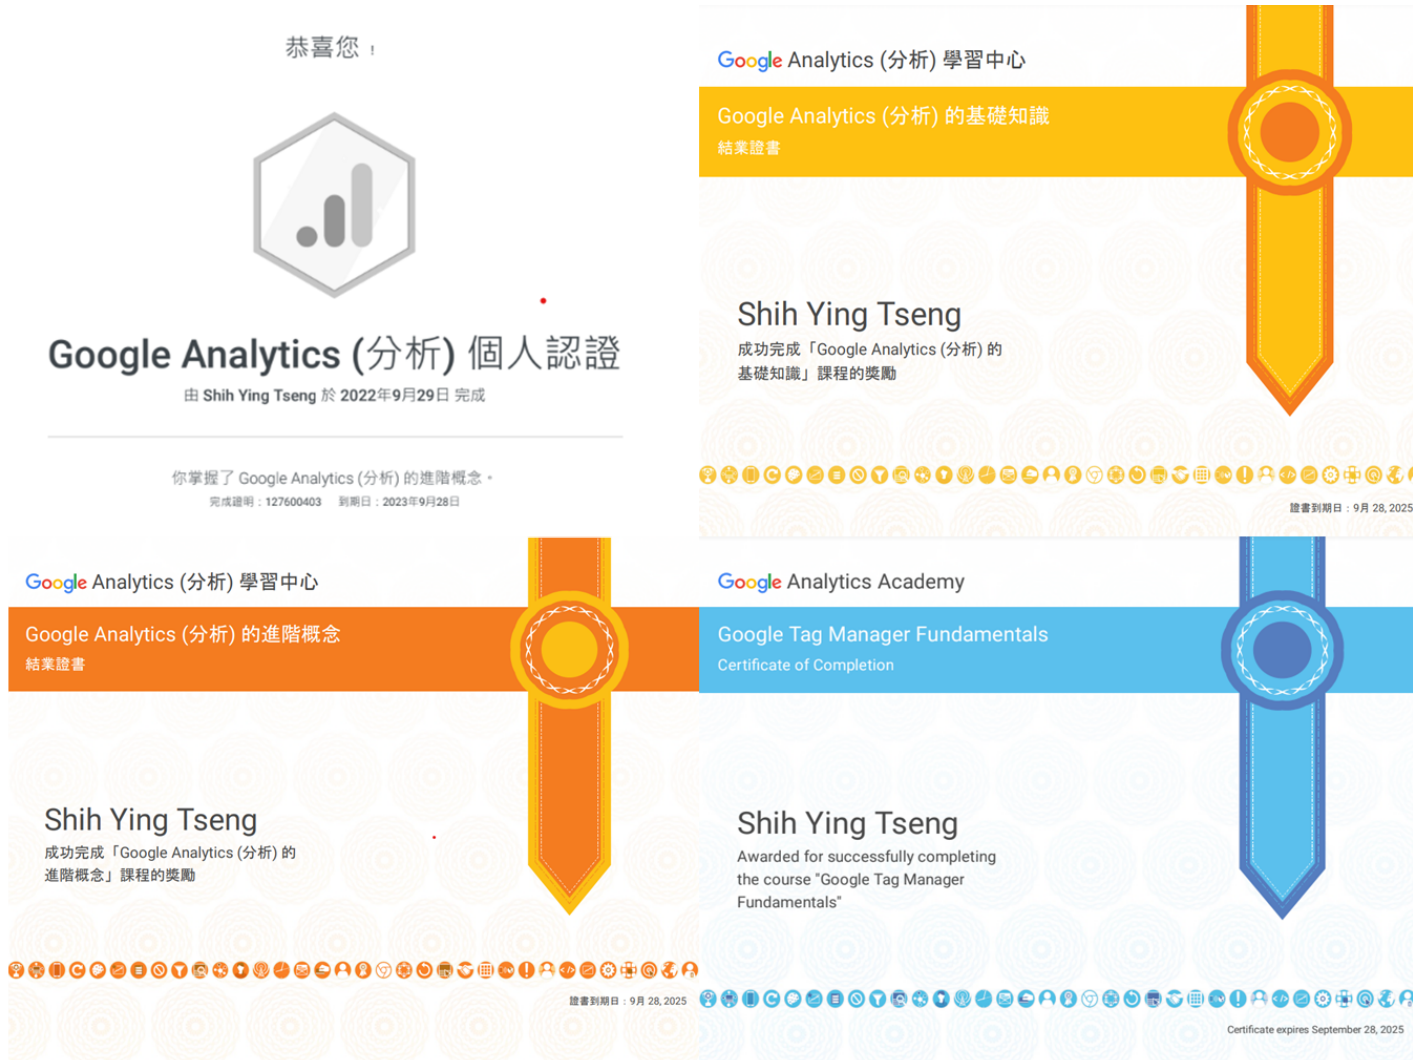 恭喜您！
Google Analytics (分析) 個人認證
由 Shih Ying Tseng 於 2022年9月29日 完成
你掌握了 Google Analytics (分析) 的進階概念。
完成證明：127600403 到期日：2023年9月28日
Google Analytics (分析) 學習中心
Google Analytics (分析) 的基礎知識
結業證書
Shih Ying Tseng
成功完成「Google Analytics (分析) 的
基礎知識」課程的獎勵
證書到期日：9月 28, 2025
Google Analytics (分析) 學習中心
Google Analytics (分析) 的進階概念
結業證書
Shih Ying Tseng
成功完成「Google Analytics (分析) 的
進階概念」課程的獎勵
證書到期日：9月 28, 2025
Google Analytics Academy
Google Tag Manager Fundamentals
Certificate of Completion
Shih Ying Tseng
Awarded for successfully completing
the course "Google Tag Manager
Fundamentals"
Certificate expires September 28, 2025